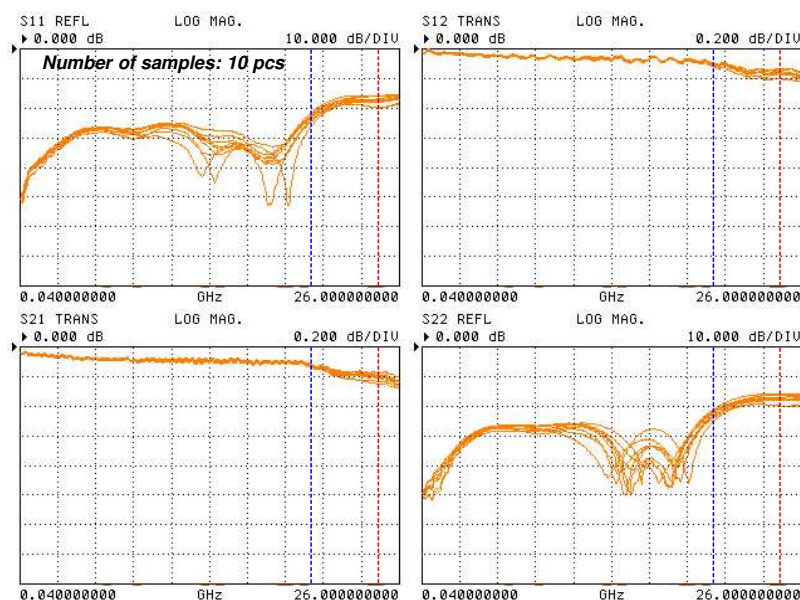 S11 REFL LOG MAG.
0.000 dB 10.000 dB/DIV
Number of samples: 10 pcs
0.040000000 GHz 26.000000000
S12 TRANS LOG MAG.
0.000 dB 0.200 dB/DIV
0.040000000 GHz 26.000000000
S21 TRANS LOG MAG.
0.000 dB 0.200 dB/DIV
0.040000000 GHz 26.000000000
S22 REFL LOG MAG.
0.000 dB 10.000 dB/DIV
0.040000000 GHz 26.000000000